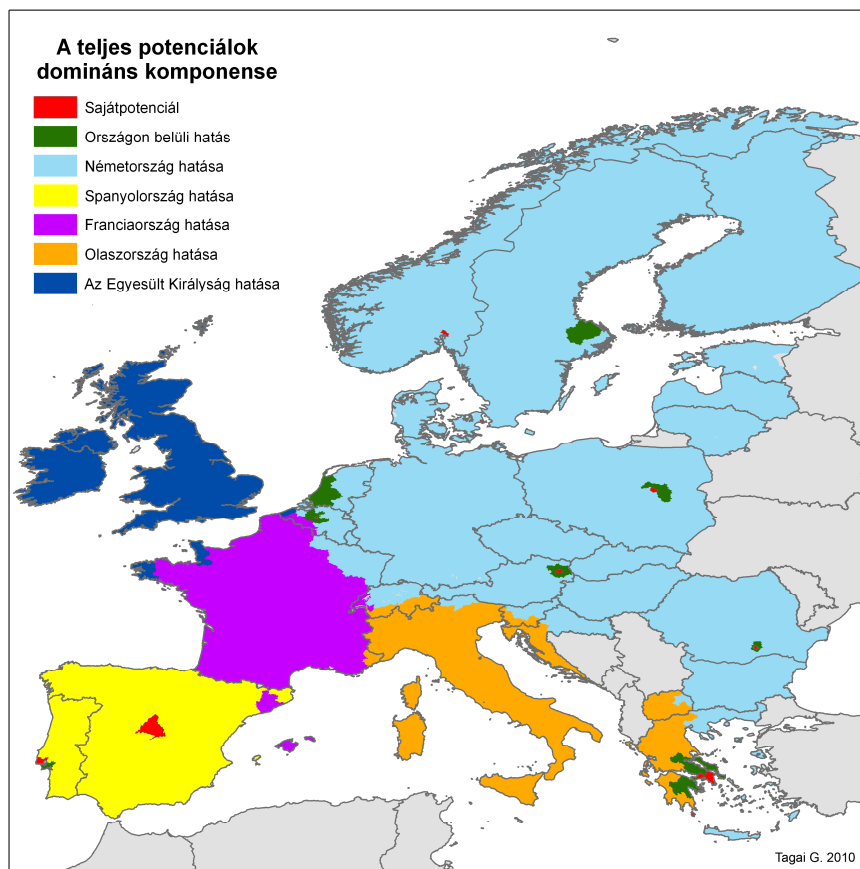 A teljes potenciálok
domináns komponense
Sajátpotenciál
Országon belüli hatás
Németország hatása
Spanyolország hatása
Franciaország hatása
Olaszország hatása
Az Egyesült Királyság hatása
Tagai G. 2010